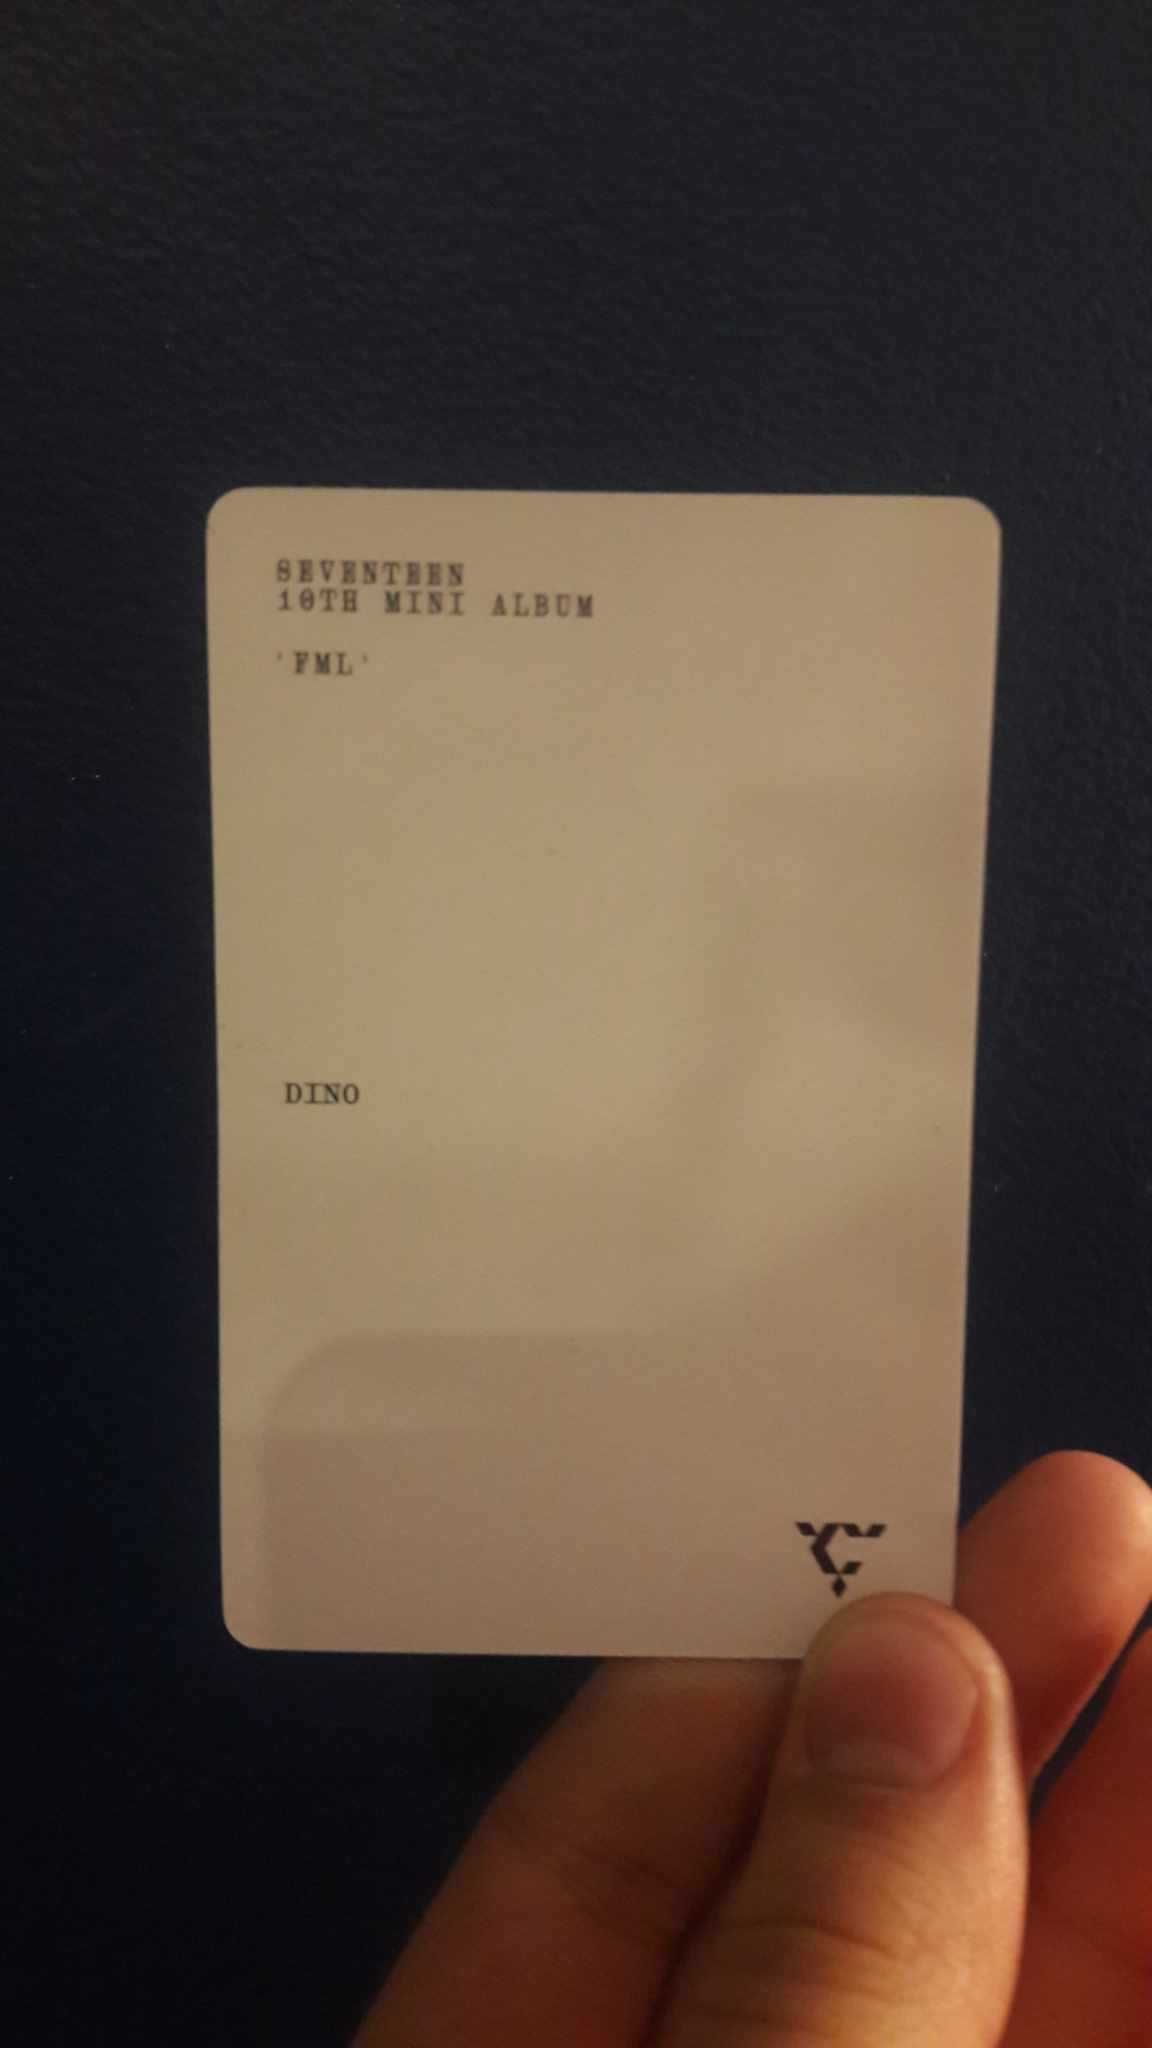 SEVENTEEN
10TH MINI ALBUM
'FML'
DINO